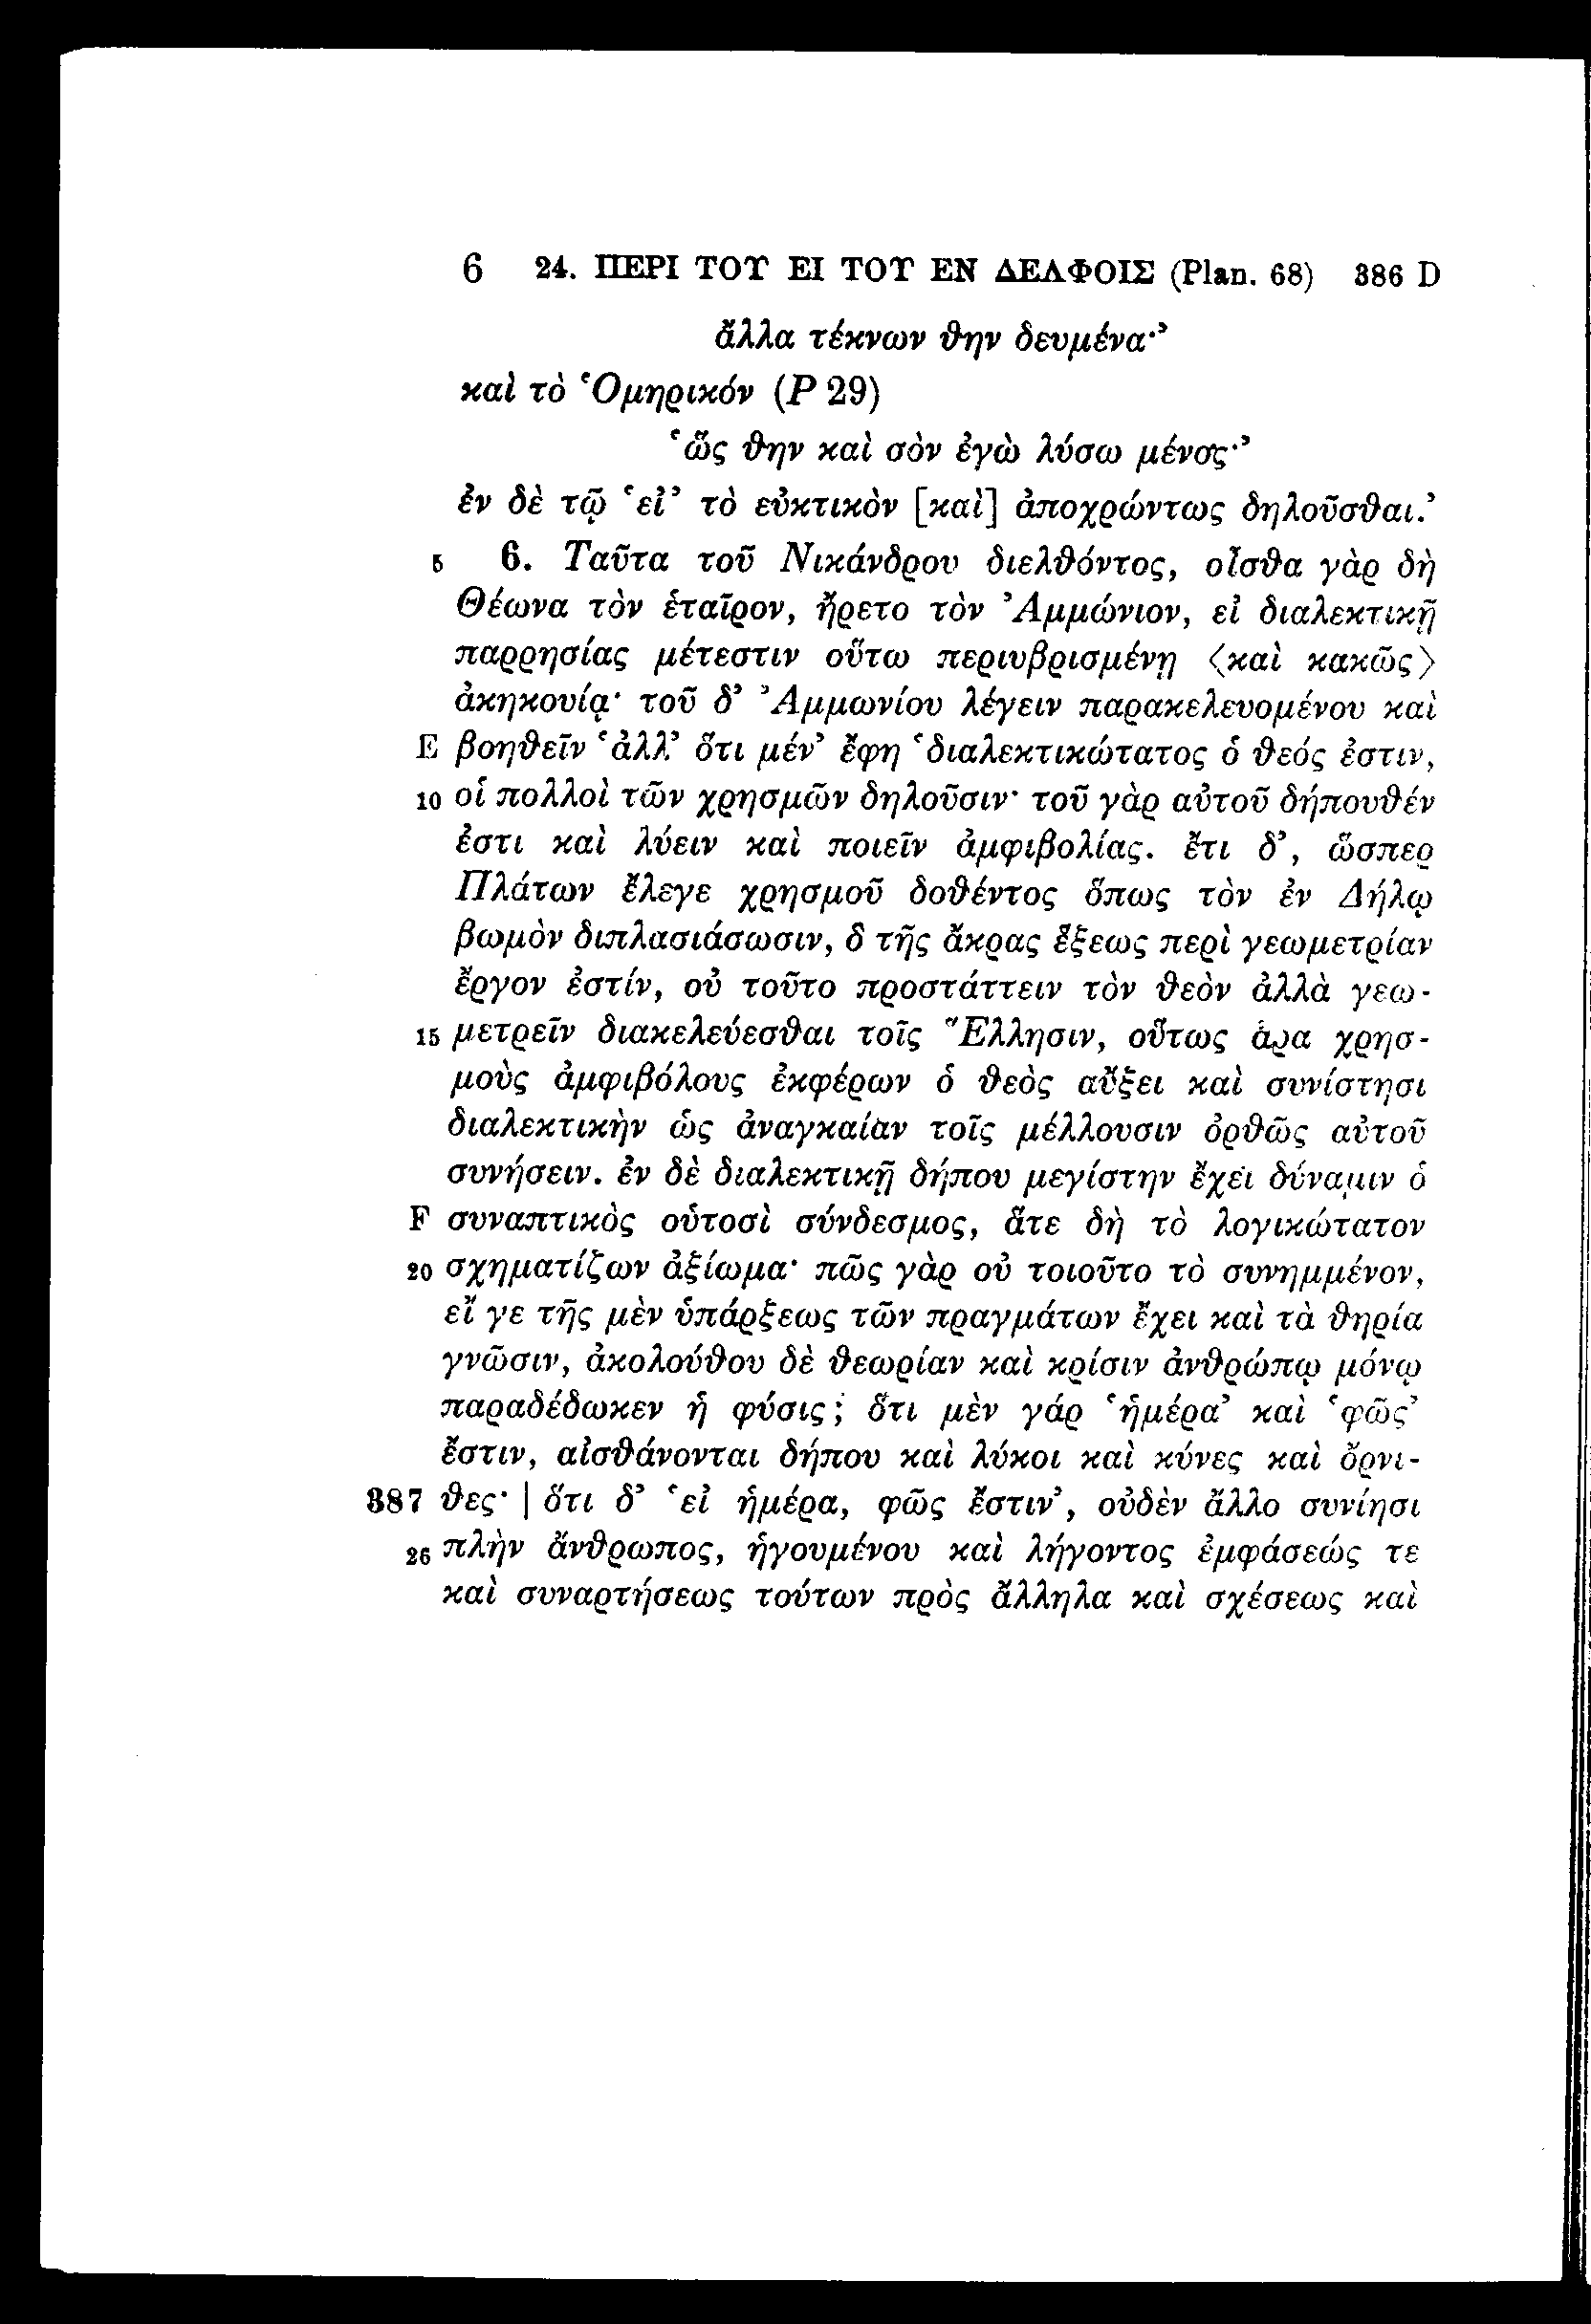 6 24. ΠΕΡΙ ΤΟΥ ΕΙ ΤΟΥ ΕΝ ΔΕΛΦΟΙΣ (Plan. 68) 386 D
ἄλλα τέκνων θην δευμένα·’
καὶ τὸ Ὁμηρικόν (P 29)
‘ὥς θην καὶ σὸν ἐγὼ λύσω μένος·’
ἐν δὲ τῷ ‘εἰ’ τὸ εὐκτικὸν [καὶ] ἀποχρώντως δηλοῦσθαι.’
5 6. Ταῦτα τοῦ Νικάνδρου διελθόντος, οἶσθα γὰρ δὴ
Θέωνα τὸν ἑταῖρον, ἤρετο τὸν Ἀμμώνιον, εἰ διαλεκτικῇ
παρρησίας μέτεστιν οὕτω περιυβρισμένῃ 〈καὶ κακῶς〉
ἀκηκουίᾳ· τοῦ δ’ Ἀμμωνίου λέγειν παρακελευομένου καὶ
E βοηθεῖν ‘ἀλλ’ ὅτι μέν’ ἔφη ‘διαλεκτικώτατος ὁ θεός ἐστιν,
10 οἱ πολλοὶ τῶν χρησμῶν δηλοῦσιν· τοῦ γὰρ αὐτοῦ δήπουθέν
ἐστι καὶ λύειν καὶ ποιεῖν ἀμφιβολίας. ἔτι δ’, ὥσπερ
Πλάτων ἔλεγε χρησμοῦ δοθέντος ὅπως τὸν ἐν Δήλῳ
βωμὸν διπλασιάσωσιν, ὃ τῆς ἄκρας ἕξεως περὶ γεωμετρίαν
ἔργον ἐστίν, οὐ τοῦτο προστάττειν τὸν θεὸν ἀλλὰ γεω-
15 μετρεῖν διακελεύεσθαι τοῖς Ἕλλησιν, οὕτως ἄρα χρησ-
μοὺς ἀμφιβόλους ἐκφέρων ὁ θεὸς αὔξει καὶ συνίστησι
διαλεκτικὴν ὡς ἀναγκαίαν τοῖς μέλλουσιν ὀρθῶς αὐτοῦ
συνήσειν. ἐν δὲ διαλεκτικῇ δήπου μεγίστην ἔχει δύναμιν ὁ
F συναπτικὸς οὑτοσὶ σύνδεσμος, ἅτε δὴ τὸ λογικώτατον
20 σχηματίζων ἀξίωμα· πῶς γὰρ οὐ τοιοῦτο τὸ συνημμένον,
εἴ γε τῆς μὲν ὑπάρξεως τῶν πραγμάτων ἔχει καὶ τὰ θηρία
γνῶσιν, ἀκολούθου δὲ θεωρίαν καὶ κρίσιν ἀνθρώπῳ μόνῳ
παραδέδωκεν ἡ φύσις; ὅτι μὲν γάρ ‘ἡμέρα’ καὶ ‘φῶς’
ἔστιν, αἰσθάνονται δήπου καὶ λύκοι καὶ κύνες καὶ ὄρνι-
387 θες· | ὅτι δ’ ‘εἰ ἡμέρα, φῶς ἔστιν’, οὐδὲν ἄλλο συνίησι
26 πλὴν ἄνθρωπος, ἡγουμένου καὶ λήγοντος ἐμφάσεώς τε
καὶ συναρτήσεως τούτων πρὸς ἄλληλα καὶ σχέσεως καὶ